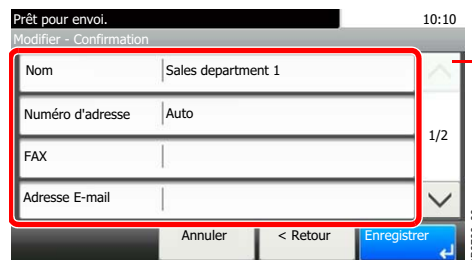 Prêt pour envoi. 10:10
Modifier - Confirmation
Nom Sales department 1
Numéro d'adresse Auto
1/2
FAX
Adresse E-mail
Annuler < Retour Enregistrer